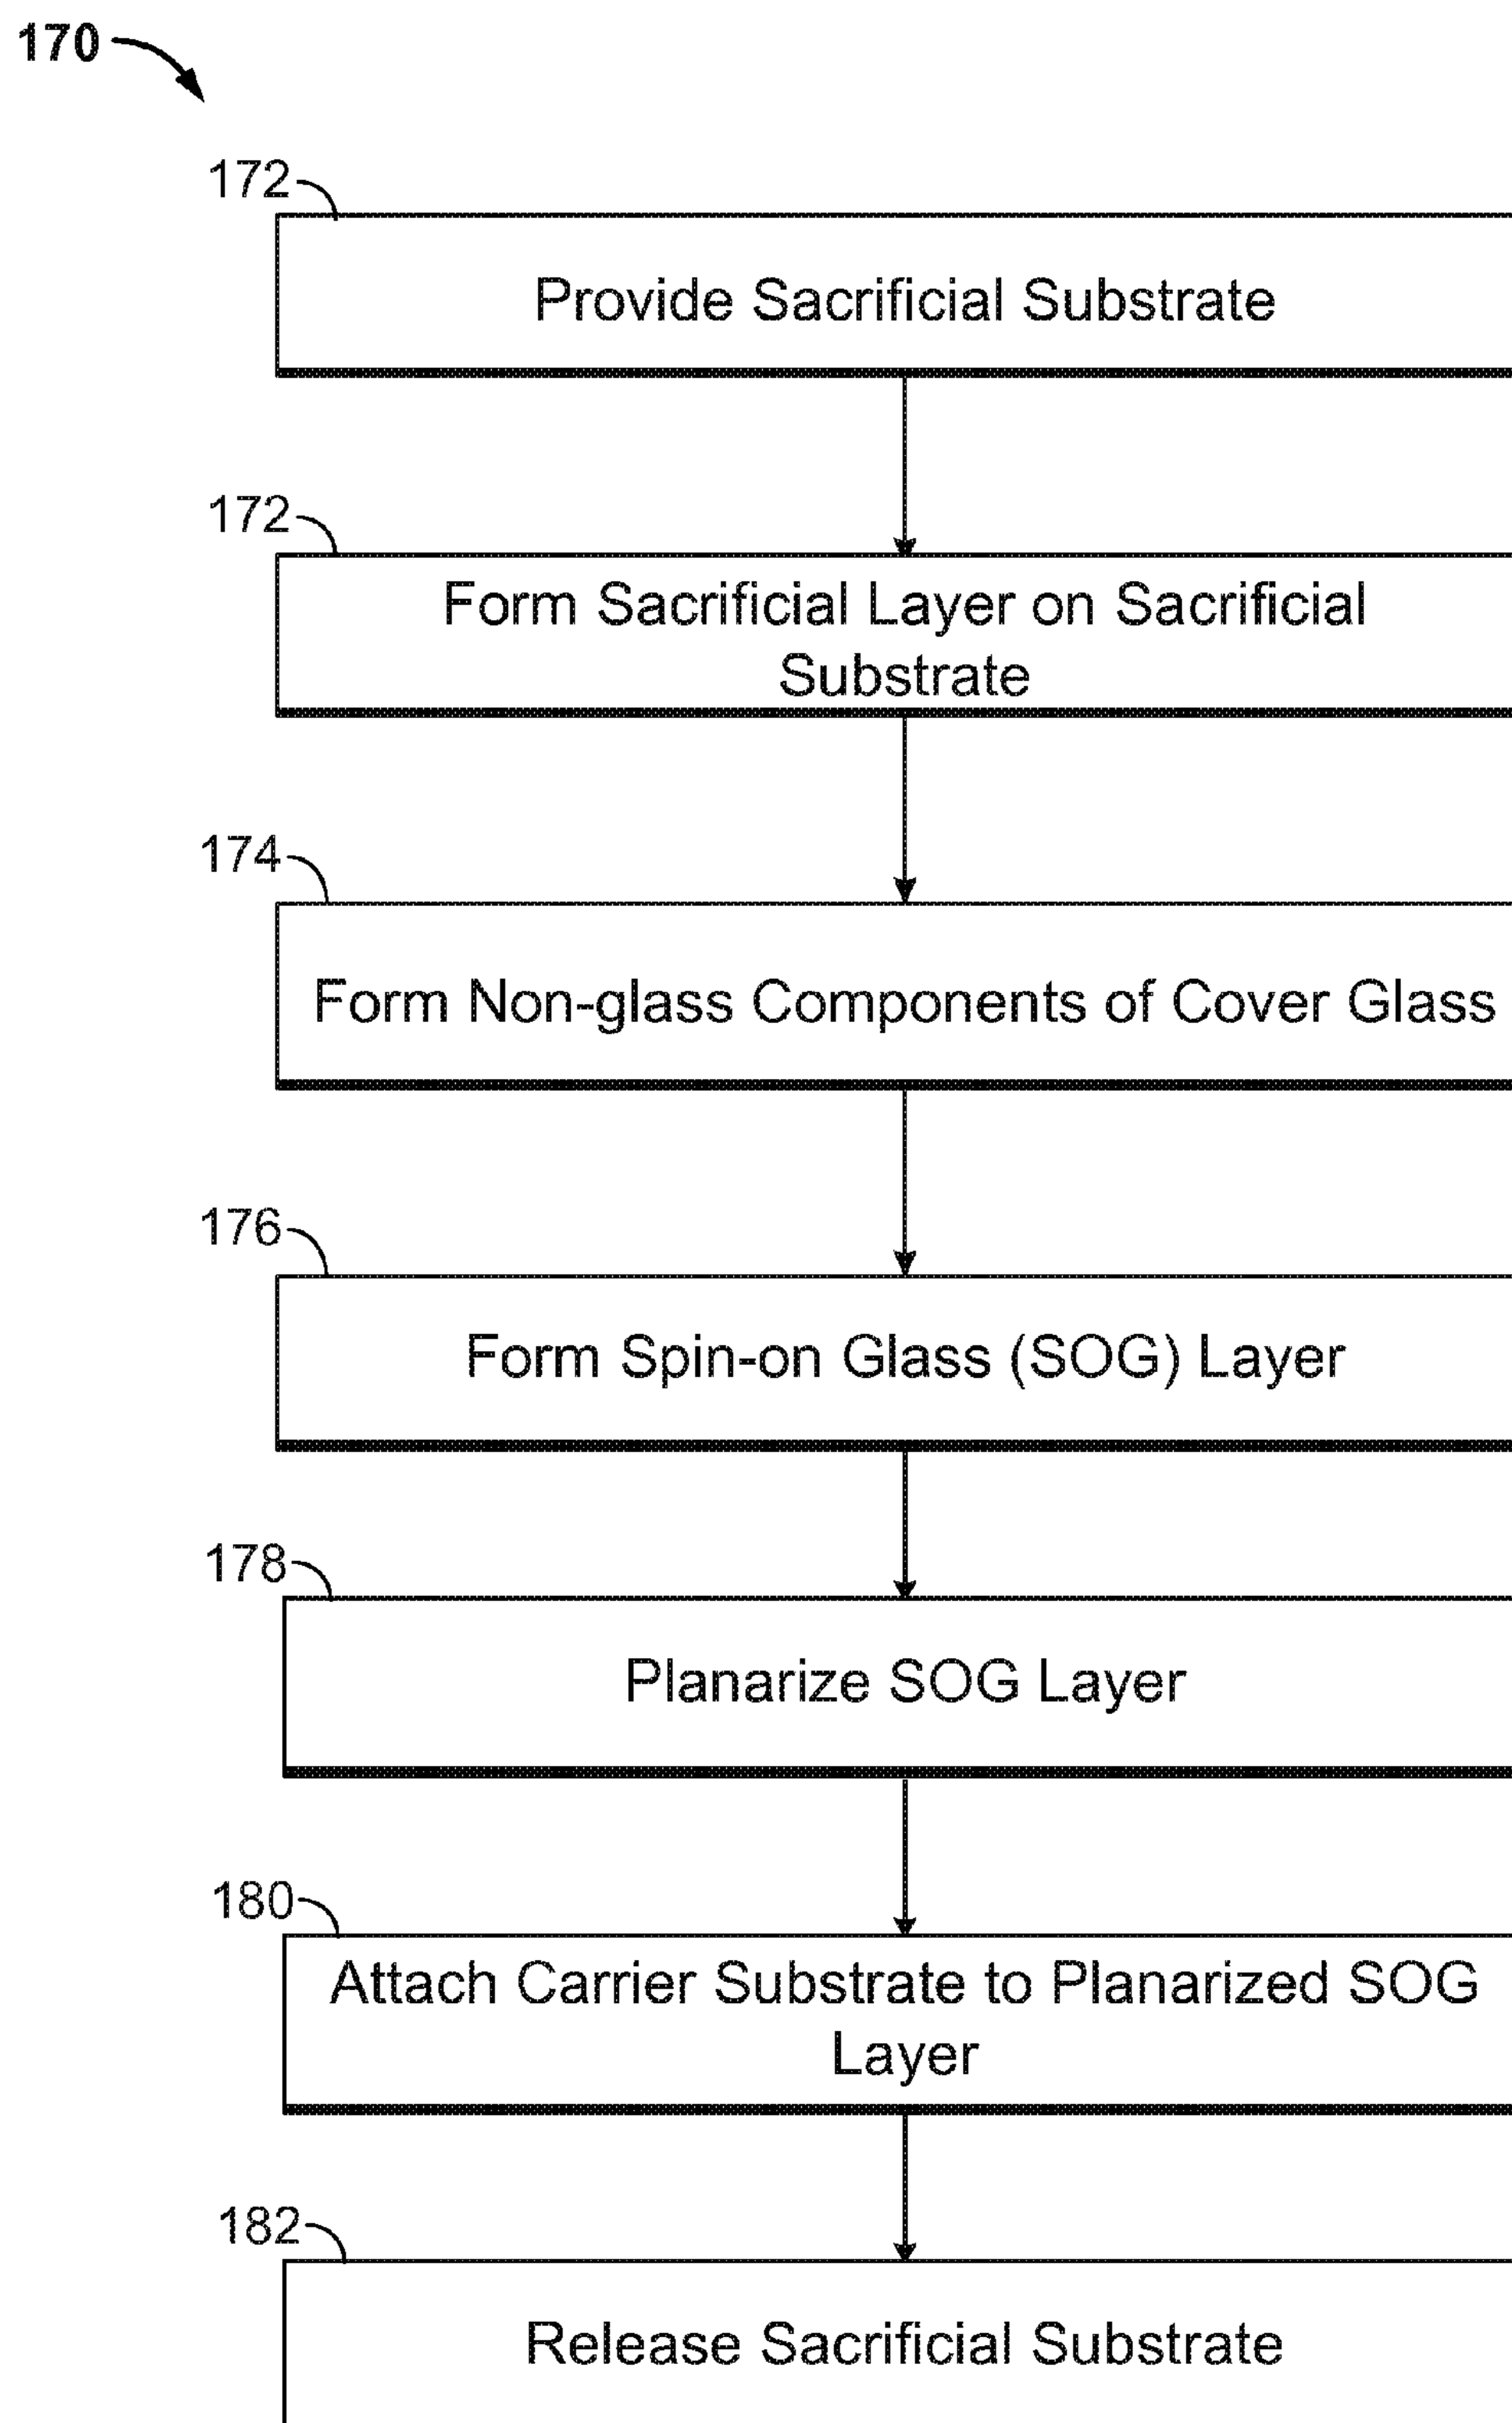 170
172
Provide Sacrificial Substrate
172
Form Sacrificial Layer on Sacrificial
Substrate
174
Form Non-glass Components of Cover Glass
176
Form Spin-on Glass (SOG) Layer
178
Planarize SOG Layer
180
Attach Carrier Substrate to Planarized SOG
Layer
182
Release Sacrificial Substrate